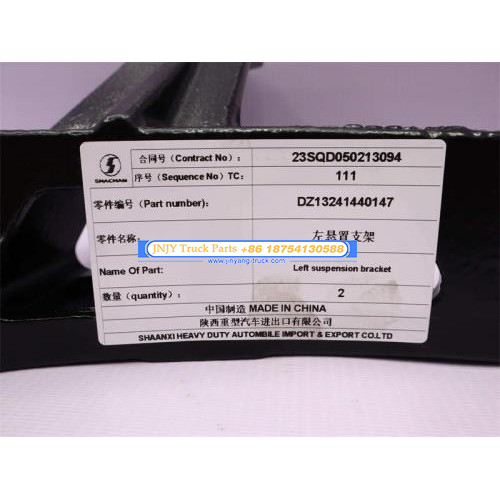 SHACMAN
合同号 (Contract No) : 23SQD050213094
序号 (Sequence No) TC: 111
零件编号 (Part number): DZ13241440147
零件名称: 左悬置支架
JNJY Truck Parts +86 18754130588
www.jinyang-truck.com
Name Of Part: Left suspension bracket
数量 (quantity) : 2
中国制造 MADE IN CHINA
陕西重型汽车进出口有限公司
SHAANXI HEAVY DUTY AUTOMBILE IMPORT & EXPORT CO.LTD